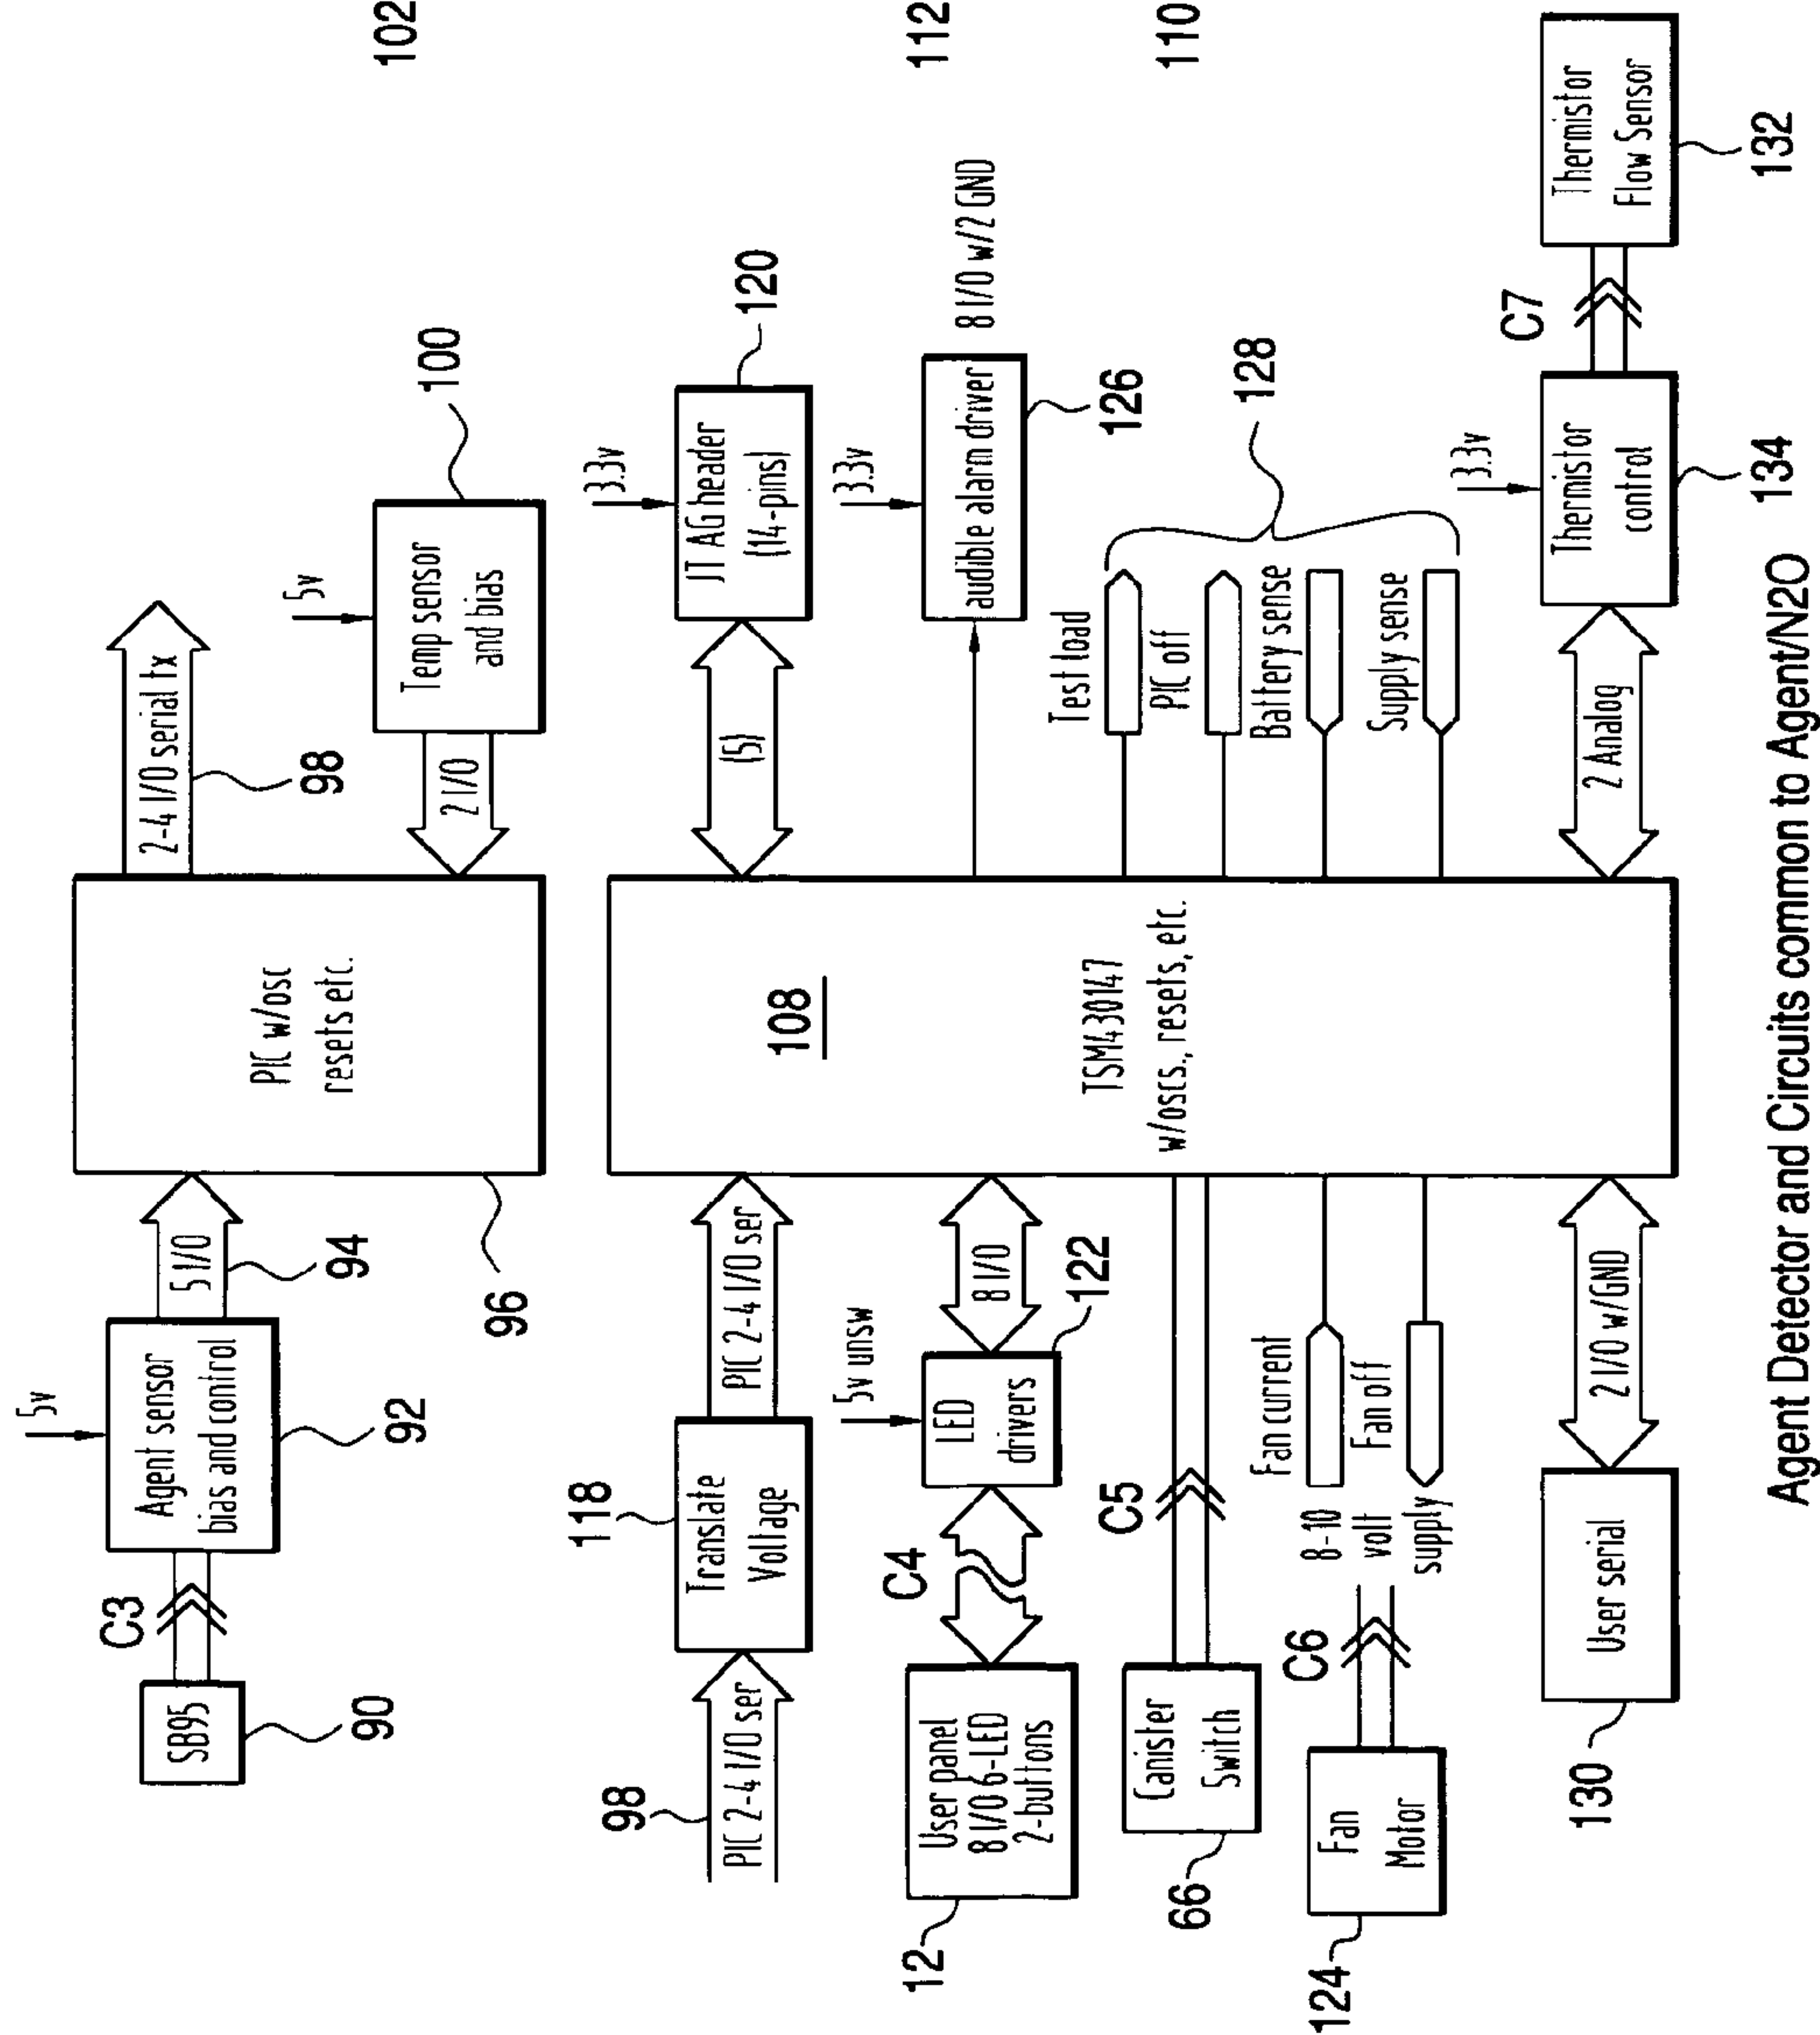 5v
SB95
C3
Agent sensor
bias and control
5 I/O
PIC w/osc
resets etc.
2-4 I/O serial tx
90
92
94
96
98
5v
2 I/O
Temp sensor
and bias
100
102
98
PIC 2-4 I/O ser
118
Translate
Voltage
PIC 2-4 I/O ser
108
TSM430147
w/oscs., resets, etc.
(5)
3.3v
JT AG header
(14-pins)
120
12
User panel
8 I/O 6-LED
2-buttons
C4
5v unsw
LED
drivers
122
8 I/O
3.3v
audible alarm driver
126
8 I/O w/2 GND
112
66
Canister
Switch
C5
Test load
PIC off
Battery sense
Supply sense
128
110
124
Fan
Motor
C6
8-10
volt
supply
Fan current
Fan off
130
User serial
2 I/O w/GND
2 Analog
3.3v
Thermistor
control
134
C7
Thermistor
Flow Sensor
132
Agent Detector and Circuits common to Agent/N2O